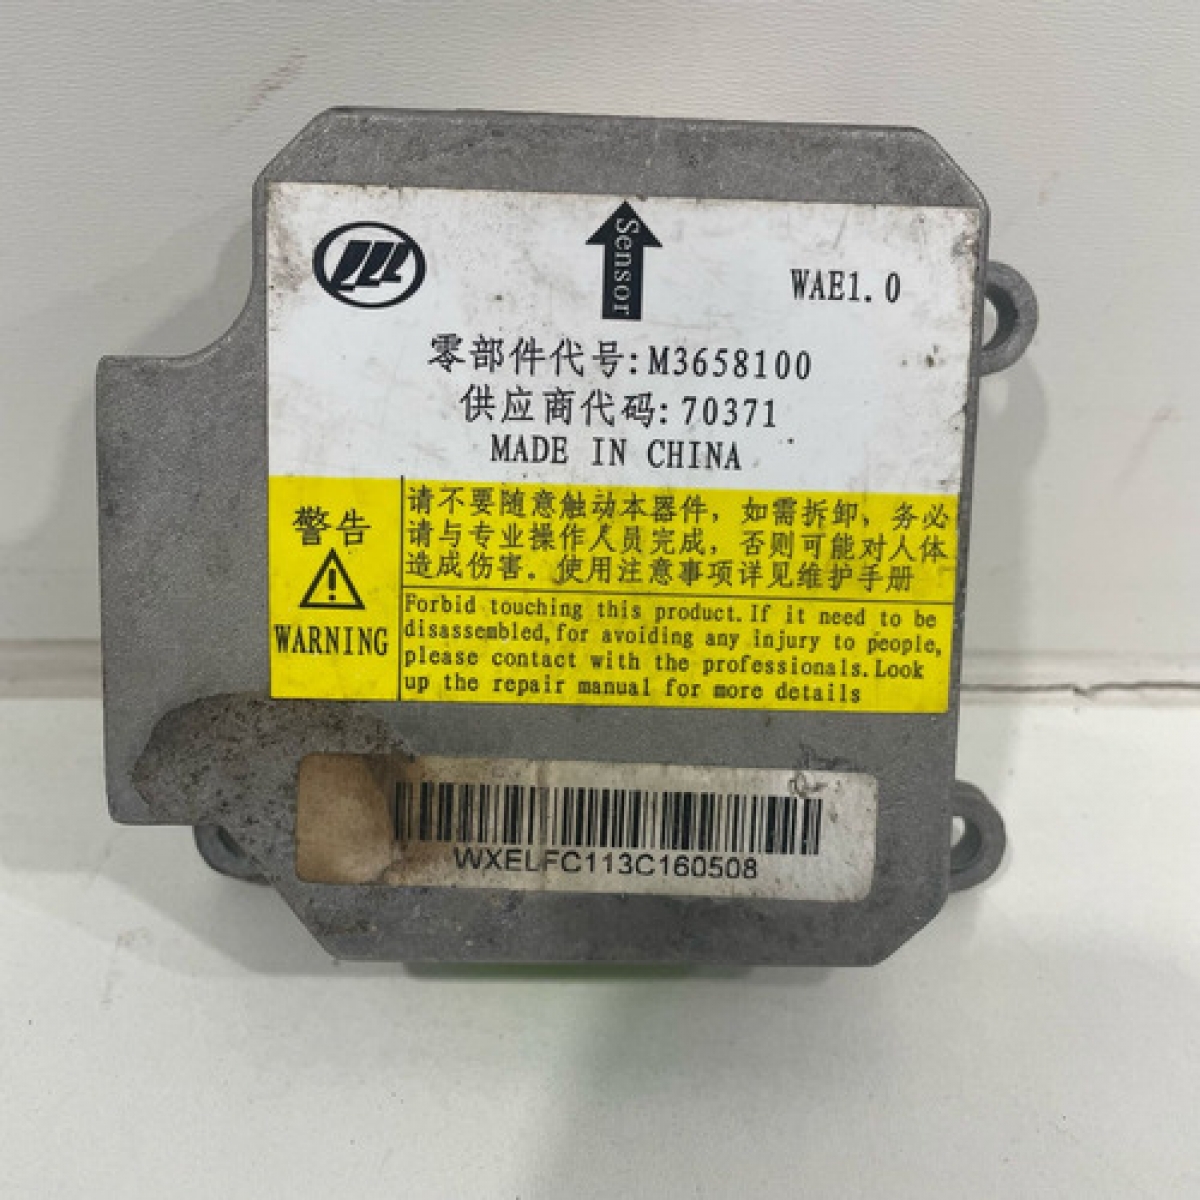 Sensor
WAE1.0
零部件代号:M3658100
供应商代码:70371
MADE IN CHINA
警告
WARNING
请不要随意触动本器件，如需拆卸，务必
请与专业操作人员完成，否则可能对人体
造成伤害。使用注意事项详见维护手册
Forbid touching this product. If it need to be
disassembled, for avoiding any injury to people,
please contact with the professionals. Look
up the repair manual for more details
WXELFC113C160508